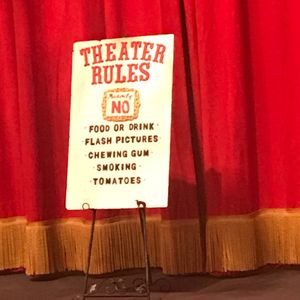 THEATER
RULES
NO
FOOD OR DRINK
FLASH PICTURES
CHEWING GUM
SMOKING
TOMATOES